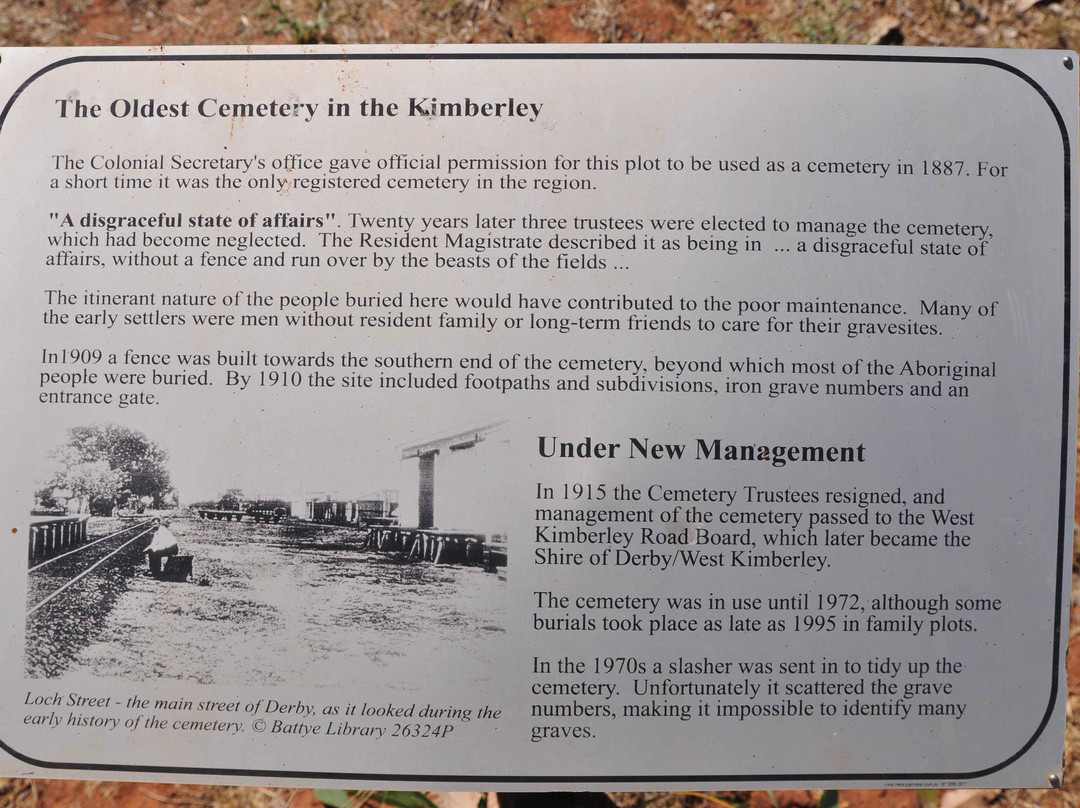 The Oldest Cemetery in the Kimberley
The Colonial Secretary's office gave official permission for this plot to be used as a cemetery in 1887. For
a short time it was the only registered cemetery in the region.
"A disgraceful state of affairs". Twenty years later three trustees were elected to manage the cemetery,
which had become neglected. The Resident Magistrate described it as being in ... a disgraceful state of
affairs, without a fence and run over by the beasts of the fields ...
The itinerant nature of the people buried here would have contributed to the poor maintenance. Many of
the early settlers were men without resident family or long-term friends to care for their gravesites.
In1909 a fence was built towards the southern end of the cemetery, beyond which most of the Aboriginal
people were buried. By 1910 the site included footpaths and subdivisions, iron grave numbers and an
entrance gate.
Loch Street - the main street of Derby, as it looked during the
early history of the cemetery. © Battye Library 26324P
Under New Management
In 1915 the Cemetery Trustees resigned, and
management of the cemetery passed to the West
Kimberley Road Board, which later became the
Shire of Derby/West Kimberley.
The cemetery was in use until 1972, although some
burials took place as late as 1995 in family plots.
In the 1970s a slasher was sent in to tidy up the
cemetery. Unfortunately it scattered the grave
numbers, making it impossible to identify many
graves.